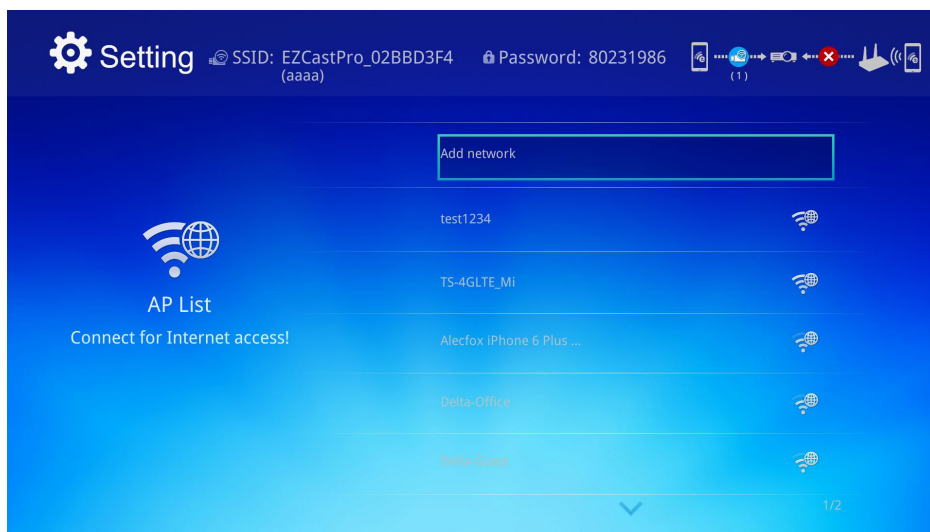 Setting
SSID: EZCastPro_02BBD3F4
(aaaa)
Password: 80231986
(1)
Add network
test1234
TS-4GLTE_Mi
AP List
Connect for Internet access!
Alecfox iPhone 6 Plus ...
Delta-Office
1/2